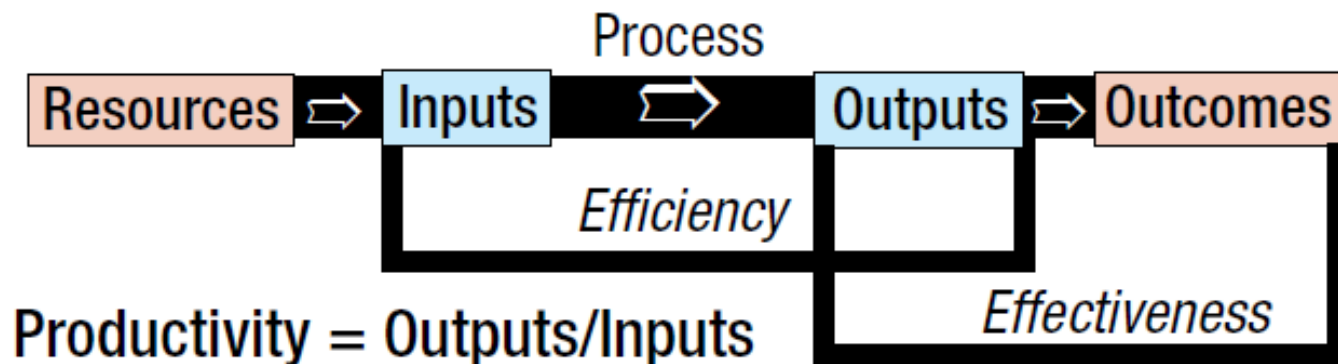 Process
Resources Inputs Outputs Outcomes
Efficiency
Effectiveness
Productivity = Outputs/Inputs